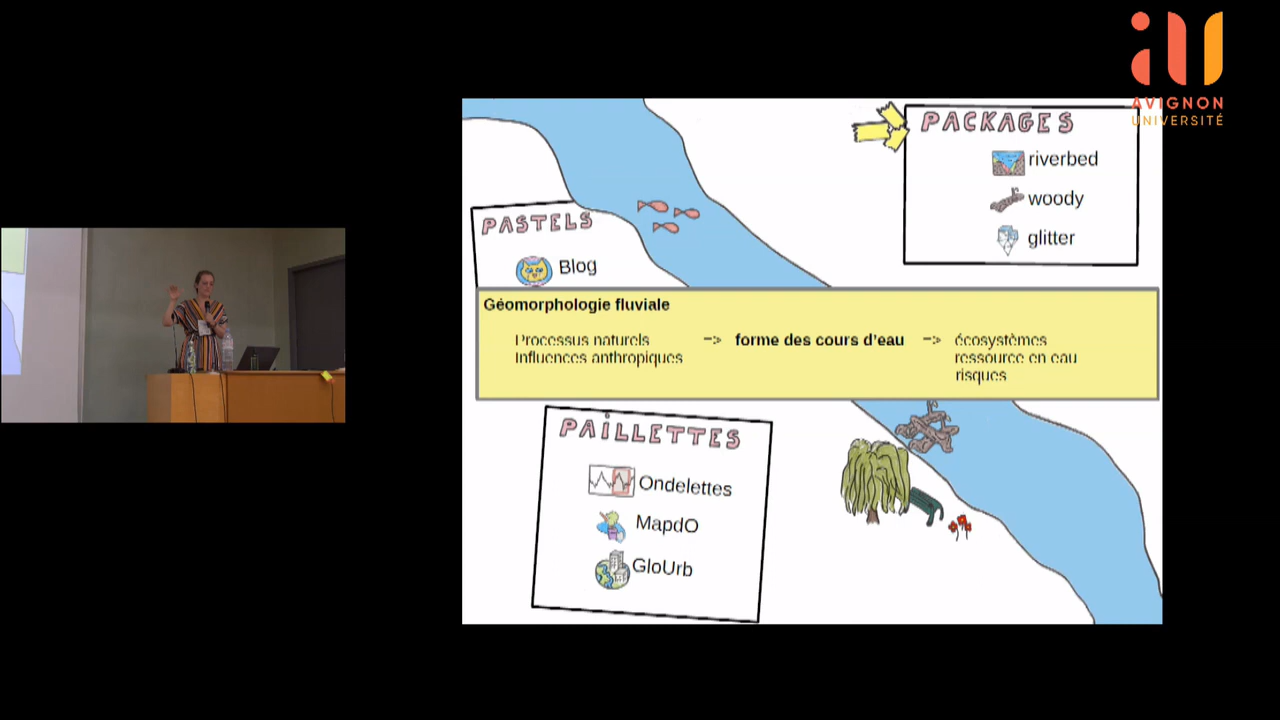 AVIGNON
UNIVERSITÉ
PACKAGES
riverbed
woody
glitter
PASTELS
Blog
Géomorphologie fluviale
Processus naturels -> forme des cours d'eau -> écosystèmes
Influences anthropiques ressource en eau
risques
PAiLLETTES
Ondelettes
MapdO
GloUrb